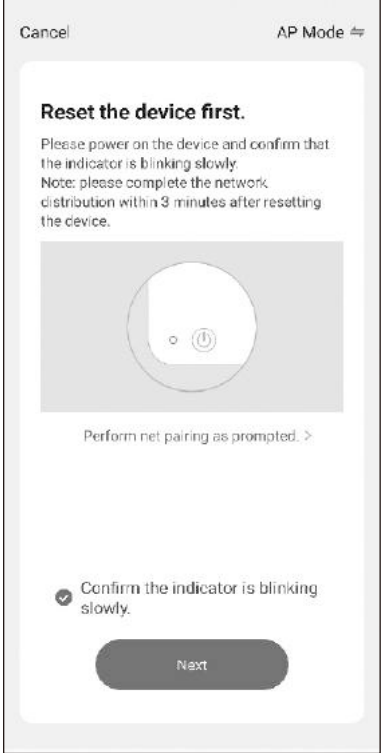 Cancel
AP Mode ⇋
Reset the device first.
Please power on the device and confirm that
the indicator is blinking slowly.
Note: please complete the network
distribution within 3 minutes after resetting
the device.
Perform net pairing as prompted. >
Confirm the indicator is blinking
slowly.
Next